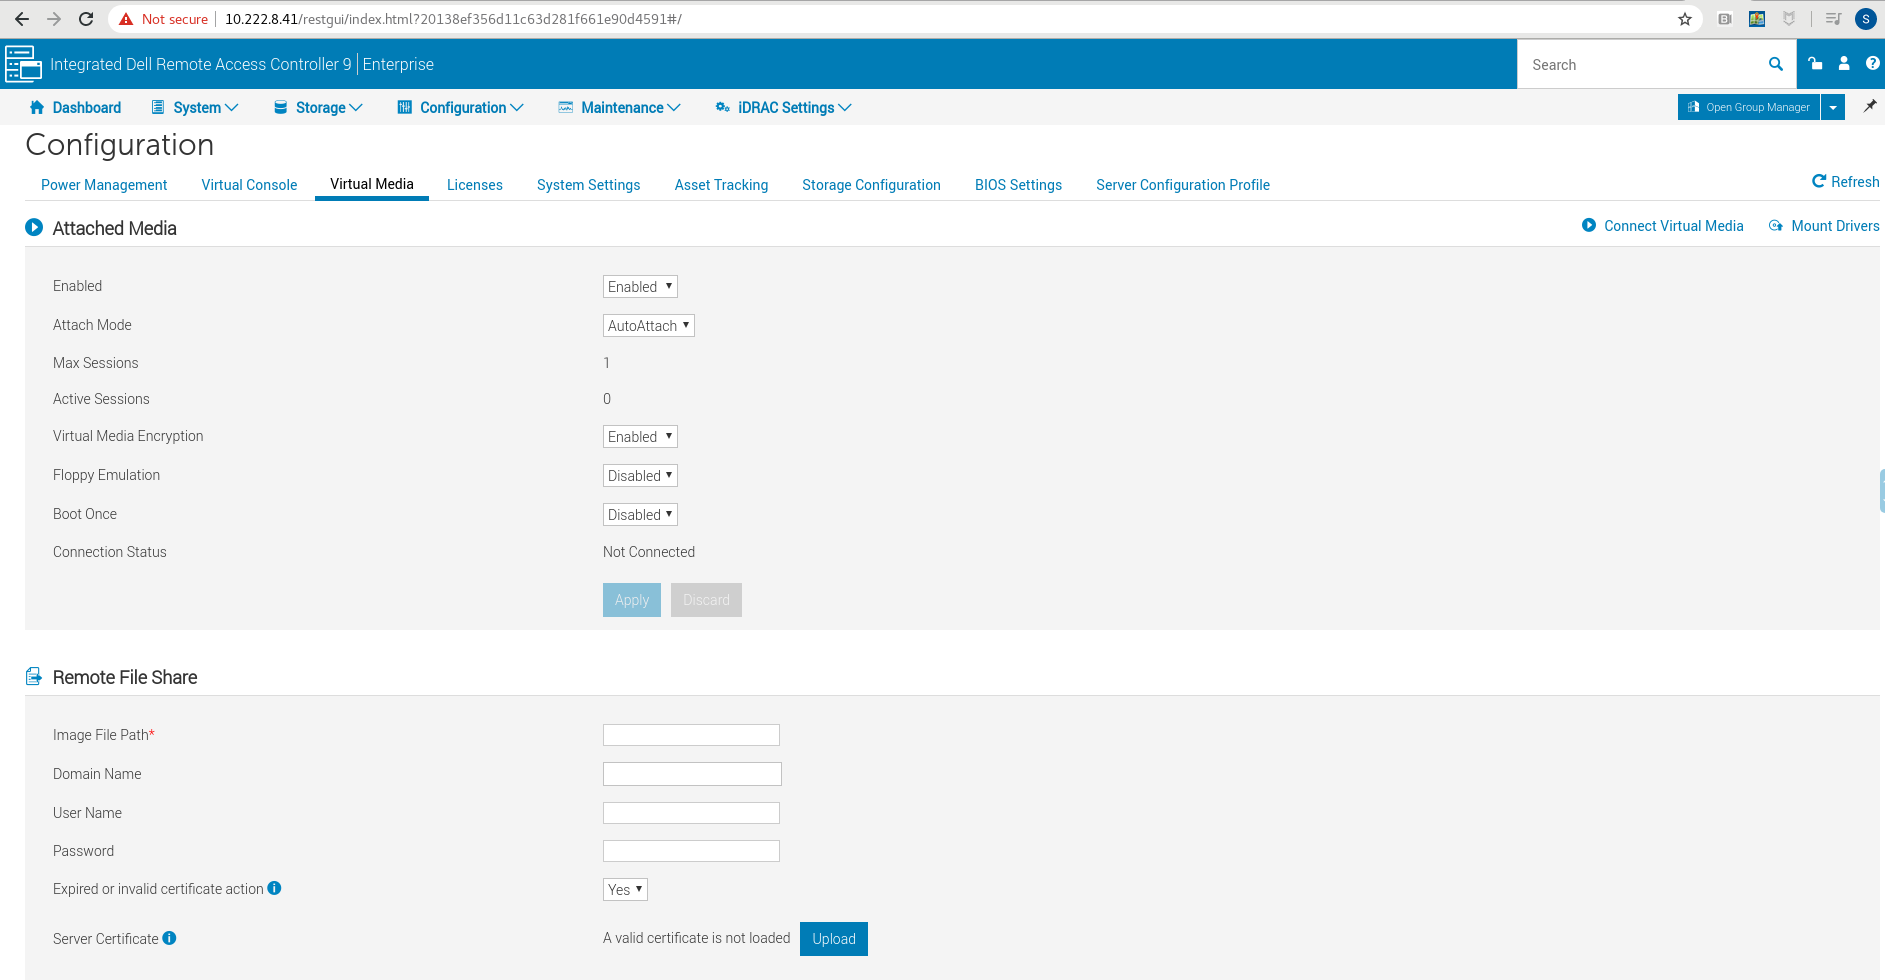 Not secure | 10.222.8.41/restgui/index.html?20138ef356d11c63d281f661e90d4591#/ S
Integrated Dell Remote Access Controller 9 | Enterprise Search
Dashboard System Storage Configuration Maintenance iDRAC Settings Open Group Manager
Configuration
Power Management Virtual Console Virtual Media Licenses System Settings Asset Tracking Storage Configuration BIOS Settings Server Configuration Profile Refresh
Attached Media Connect Virtual Media Mount Drivers
Enabled Enabled
Attach Mode AutoAttach
Max Sessions 1
Active Sessions 0
Virtual Media Encryption Enabled
Floppy Emulation Disabled
Boot Once Disabled
Connection Status Not Connected
Apply Discard
Remote File Share
Image File Path*
Domain Name
User Name
Password
Expired or invalid certificate action Yes
Server Certificate A valid certificate is not loaded Upload